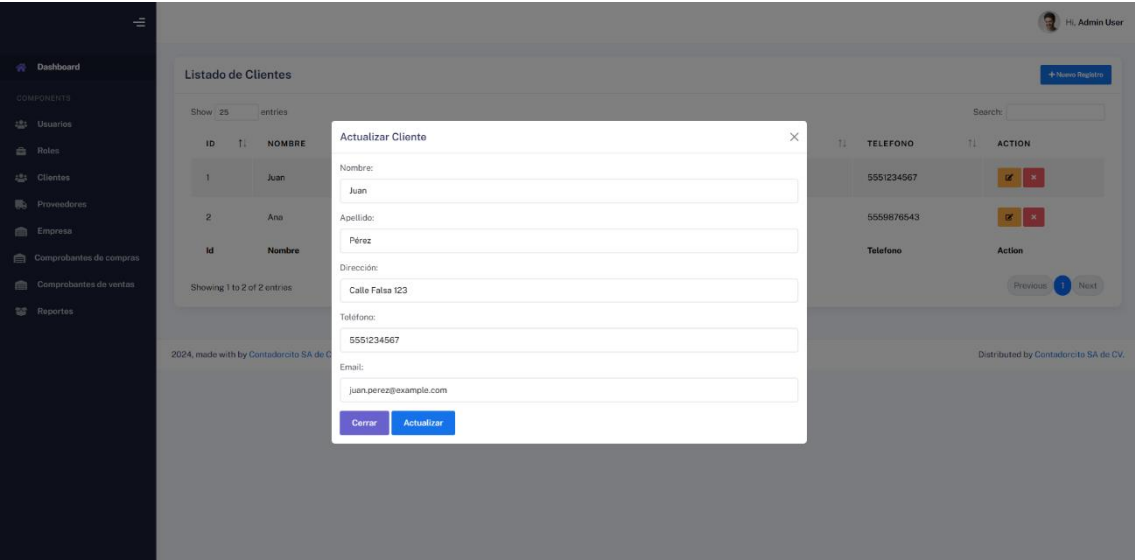 Hi, Admin User
Dashboard
COMPONENTS
Usuarios
Roles
Clientes
Proveedores
Empresa
Comprobantes de compras
Comprobantes de ventas
Reportes
Listado de Clientes
+ Nuevo Registro
Show 25 entries
Search:
ID NOMBRE TELEFONO ACTION
1 Juan 5551234567
2 Ana 5559876543
Id Nombre Telefono Action
Showing 1 to 2 of 2 entries
Previous 1 Next
Actualizar Cliente
Nombre:
Juan
Apellido:
Pérez
Dirección:
Calle Falsa 123
Teléfono:
5551234567
Email:
juan.perez@example.com
Cerrar Actualizar
2024, made with by Contadorcito SA de C
Distributed by Contadorcito SA de CV.